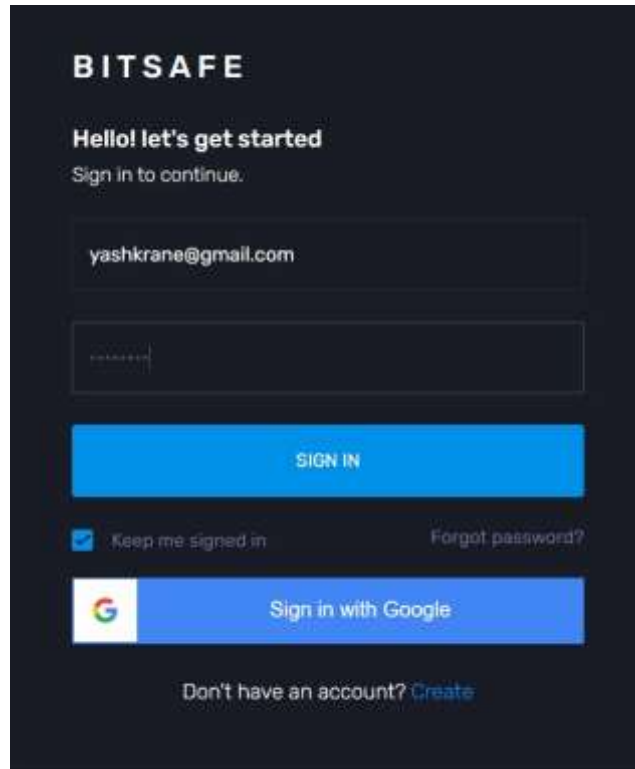 BITSAFE
Hello! let's get started
Sign in to continue.
yashkrane@gmail.com
SIGN IN
Keep me signed in Forgot password?
Sign in with Google
Don't have an account? Create